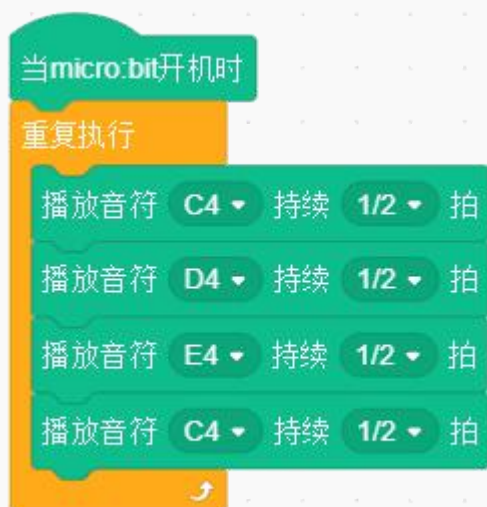 当micro:bit开机时
重复执行
播放音符 C4 持续 1/2 拍
播放音符 D4 持续 1/2 拍
播放音符 E4 持续 1/2 拍
播放音符 C4 持续 1/2 拍